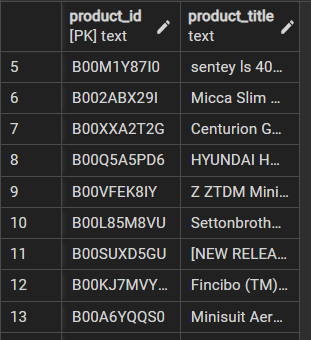 product_id product_title
[PK] text text
5 B00M1Y87I0 sentey ls 40…
6 B002ABX29I Micca Slim …
7 B00XXA2T2G Centurion G…
8 B00Q5A5PD6 HYUNDAI H…
9 B00VFEK8IY Z ZTDM Mini…
10 B00L85M8VU Settonbroth…
11 B00SUXD5GU [NEW RELEA…
12 B00KJ7MVY… Fincibo (TM)…
13 B00A6YQQS0 Minisuit Aer…